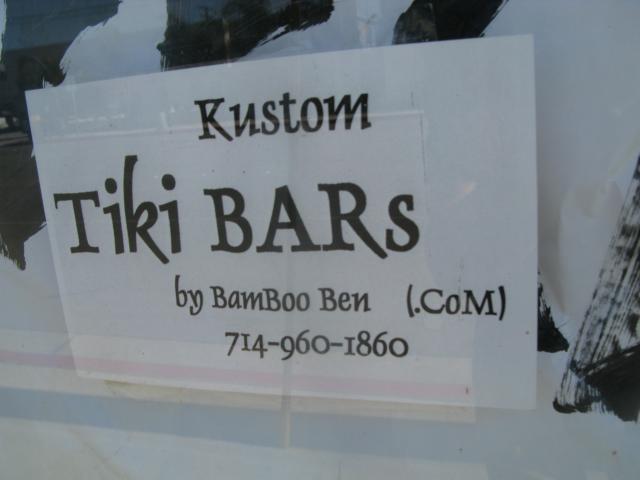 Kustom
Tiki BARs
by BamBoo Ben (.CoM)
714-960-1860